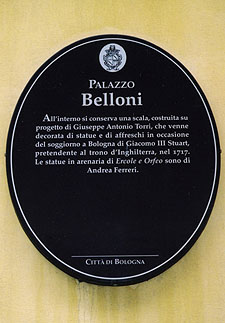 PALAZZO
Belloni
All'interno si conserva una scala, costruita su
progetto di Giuseppe Antonio Torri, che venne
decorata di statue e di affreschi in occasione
del soggiorno a Bologna di Giacomo III Stuart,
pretendente al trono d'Inghilterra, nel 1717.
Le statue in arenaria di Ercole e Orfeo sono di
Andrea Ferreri.
CITTÀ DI BOLOGNA